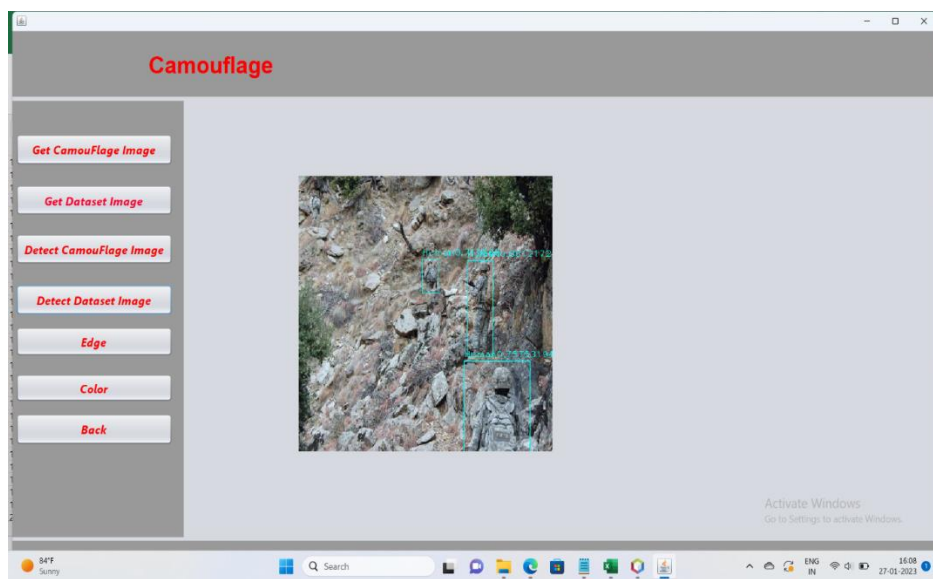 Camouflage
Get CamouFlage Image
Get Dataset Image
Detect CamouFlage Image
Detect Dataset Image
Edge
Color
Back
Activate Windows
Go to Settings to activate Windows.
84°F
Sunny
Search
ENG
IN
16:08
27-01-2023